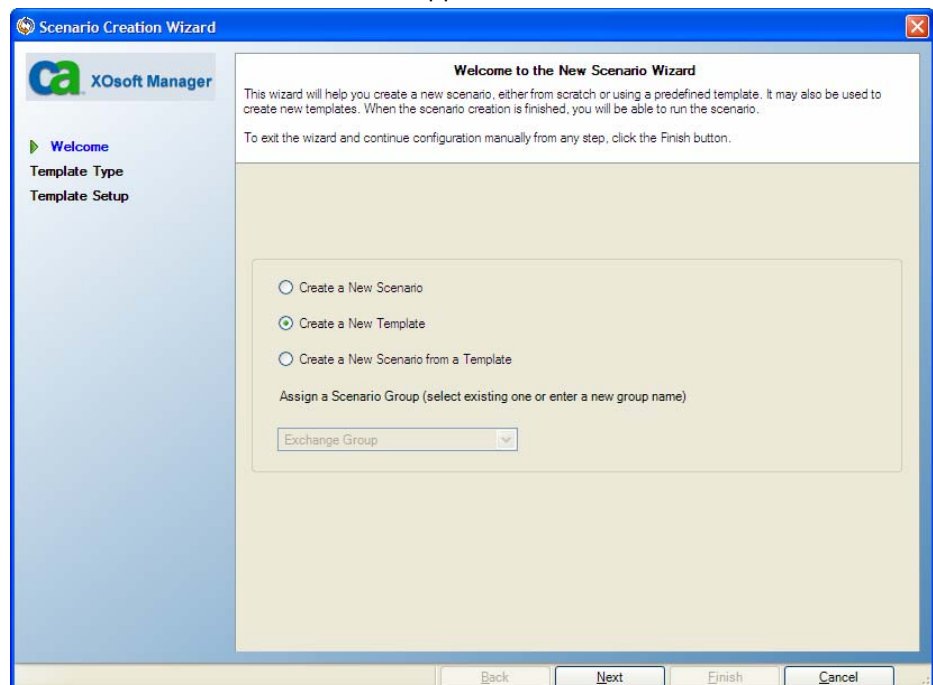 Scenario Creation Wizard
ca
XOsoft Manager
Welcome
Template Type
Template Setup
Welcome to the New Scenario Wizard
This wizard will help you create a new scenario, either from scratch or using a predefined template. It may also be used to
create new templates. When the scenario creation is finished, you will be able to run the scenario.
To exit the wizard and continue configuration manually from any step, click the Finish button.
Create a New Scenario
Create a New Template
Create a New Scenario from a Template
Assign a Scenario Group (select existing one or enter a new group name)
Exchange Group
Back
Next
Finish
Cancel